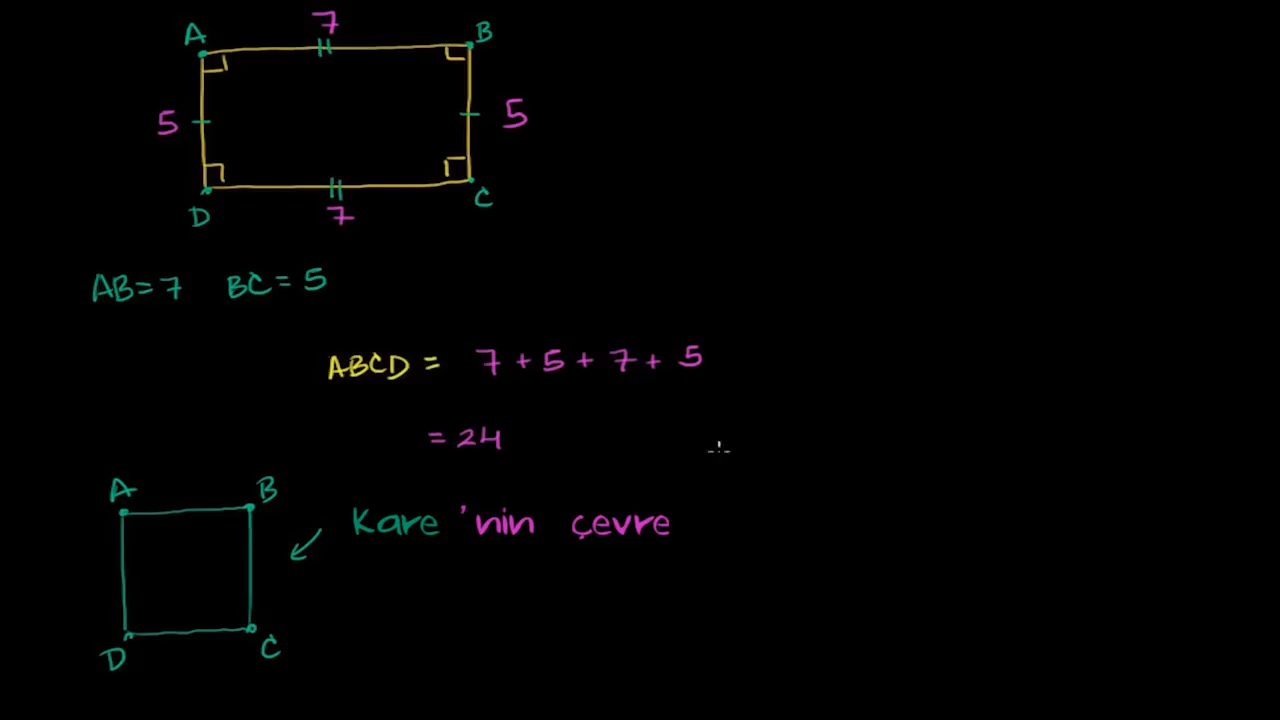 7
A B
5 5
D C
7
AB=7 BC=5
ABCD = 7+5+7+5
=24
A B
Kare 'nin çevre
D C